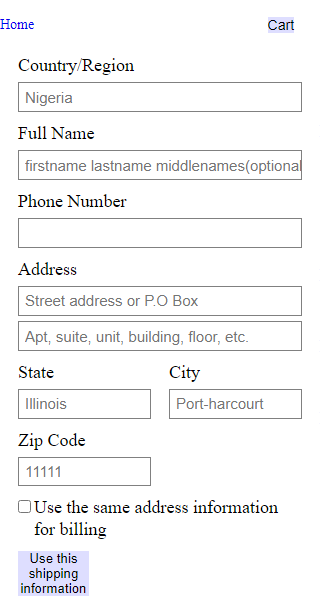 Home Cart
Country/Region
Nigeria
Full Name
firstname lastname middlenames(optional
Phone Number
Address
Street address or P.O Box
Apt, suite, unit, building, floor, etc.
State City
Illinois Port-harcourt
Zip Code
11111
Use the same address information
for billing
Use this
shipping
information